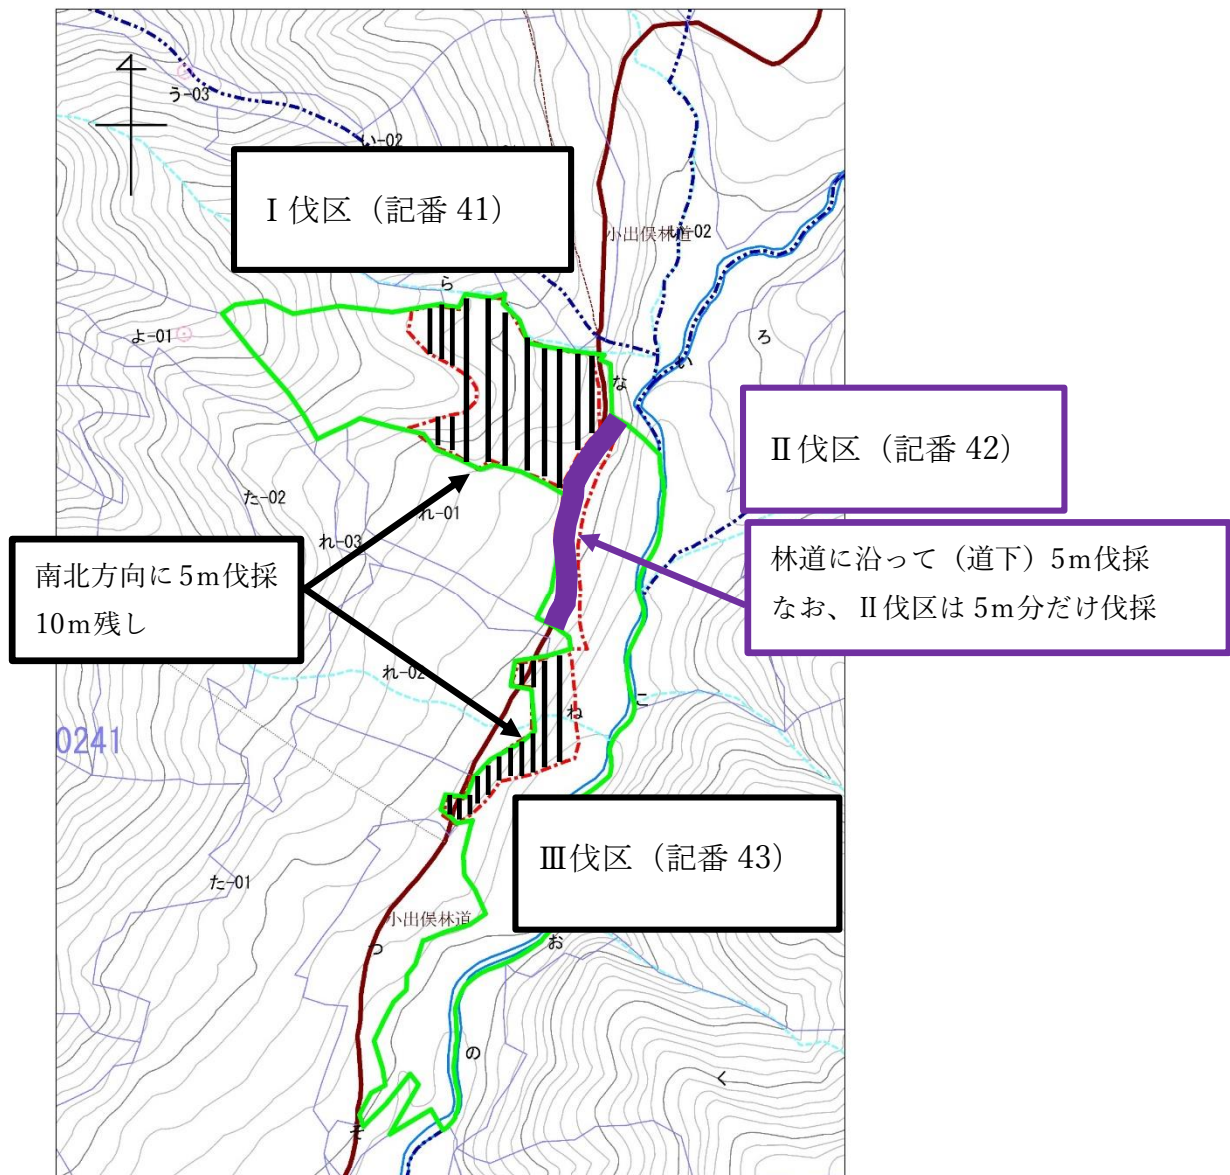 う-03
い-02
Ⅰ伐区（記番 41）
小出俣林道
-02
ら
よ-01
ろ
い
な
Ⅱ伐区（記番 42）
た-02
れ-01
れ-03
林道に沿って（道下）5m伐採
なお、Ⅱ伐区は 5m分だけ伐採
南北方向に 5m伐採
10m残し
れ-02
こ
ね
0241
Ⅲ伐区（記番 43）
た-01
小出俣林道
つ
お
の
く
そ